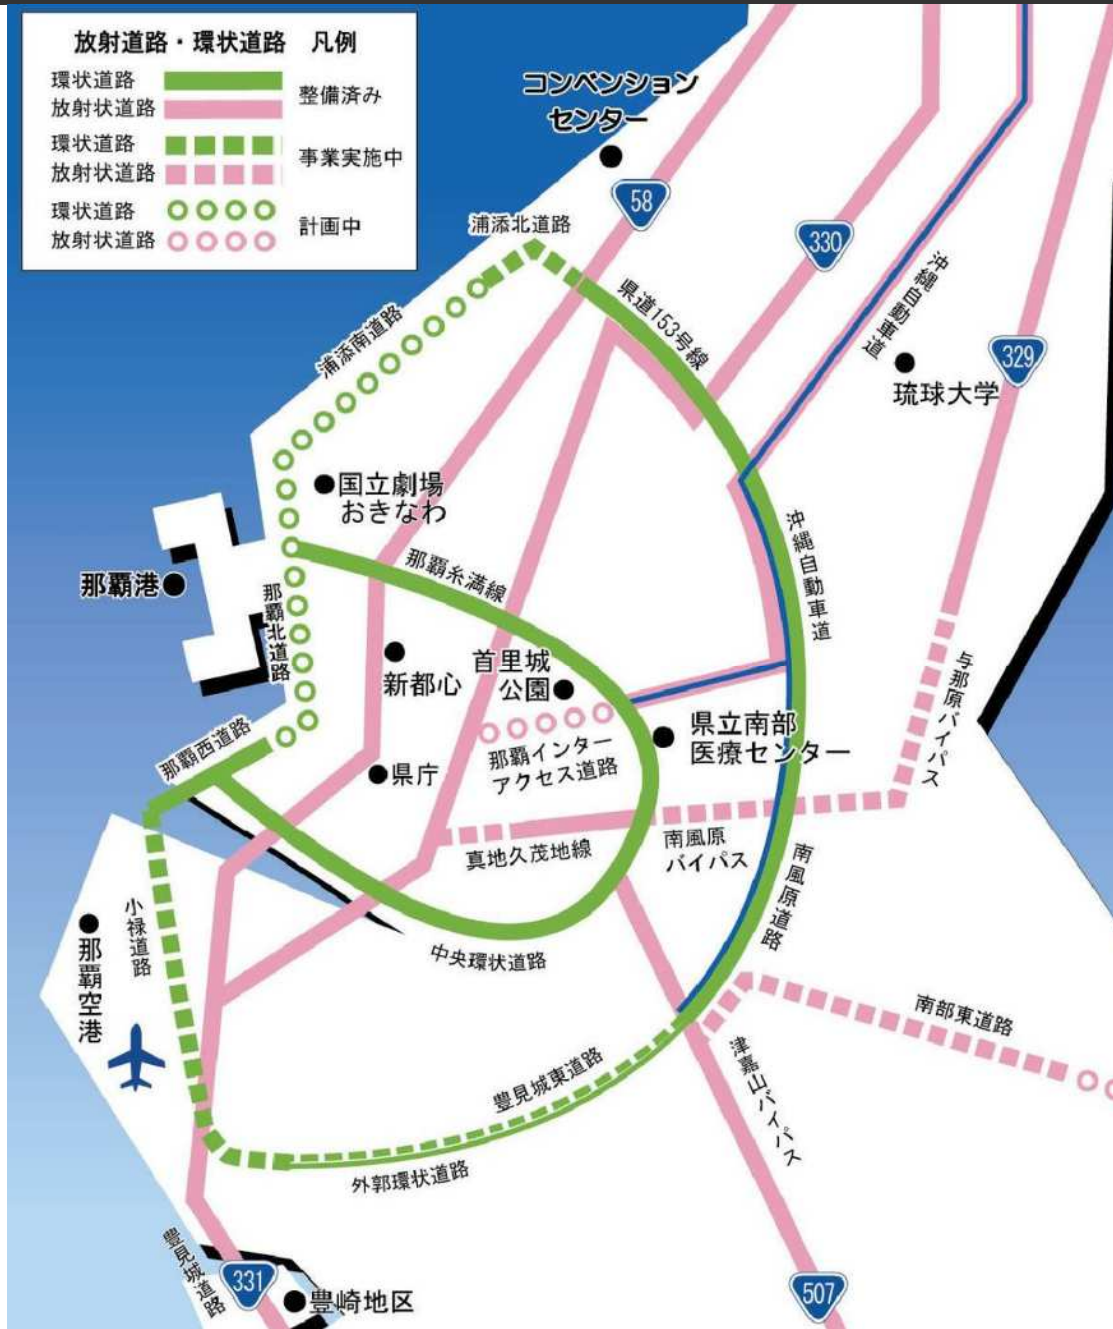 放射道路・環状道路 凡例
環状道路
放射状道路
整備済み
環状道路
放射状道路
事業実施中
環状道路
放射状道路
計画中
コンベンション
センター
58
浦添北道路
330
県道153号線
沖縄自動車道
329
浦添南道路
琉球大学
国立劇場
おきなわ
那覇糸満線
沖縄自動車道
那覇港
那覇北道路
新都心
首里城
公園
与那原バイパス
県立南部
医療センター
那覇インター
アクセス道路
那覇西道路
県庁
真地久茂地線
南風原
バイパス
南風原道路
小禄道路
那覇空港
中央環状道路
南部東道路
豊見城東道路
津嘉山バイパス
外郭環状道路
豊見城道路
331
豊崎地区
507